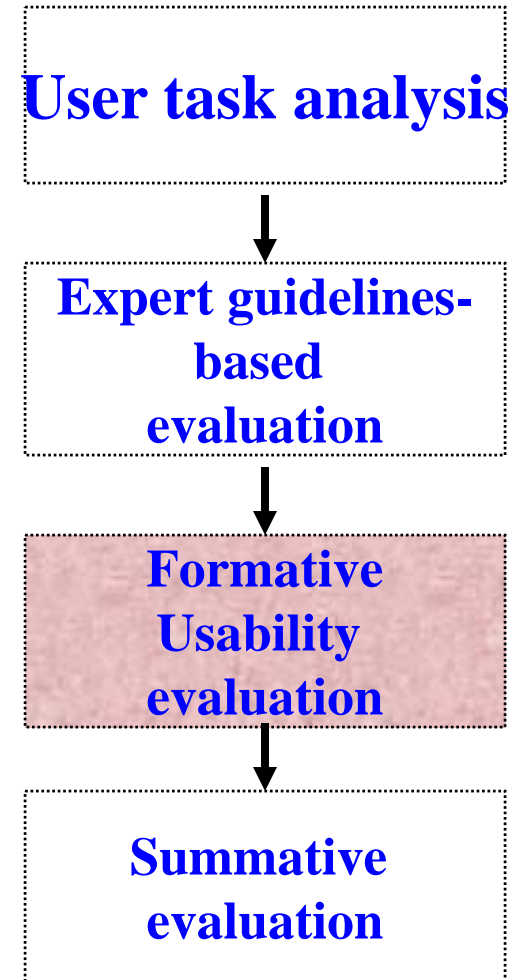 User task analysis
Expert guidelines-
based
evaluation
Formative
Usability
evaluation
Summative
evaluation